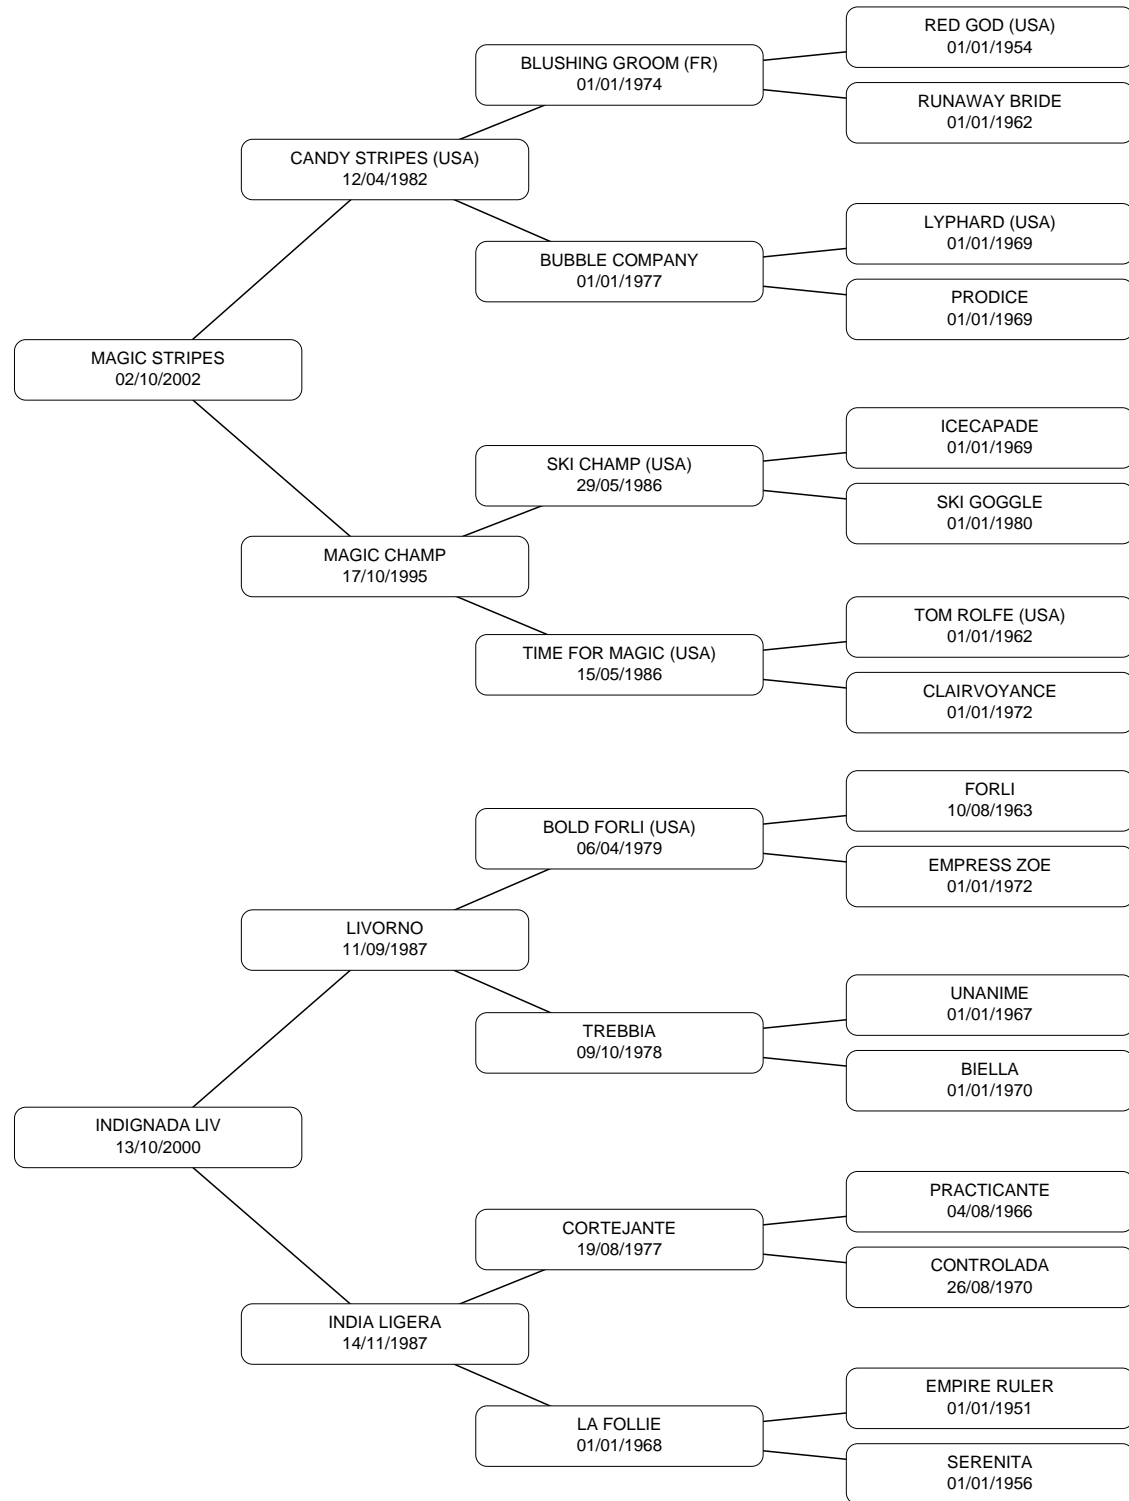 RED GOD (USA)
01/01/1954
BLUSHING GROOM (FR)
01/01/1974
RUNAWAY BRIDE
01/01/1962
CANDY STRIPES (USA)
12/04/1982
LYPHARD (USA)
01/01/1969
BUBBLE COMPANY
01/01/1977
PRODICE
01/01/1969
MAGIC STRIPES
02/10/2002
ICECAPADE
01/01/1969
SKI CHAMP (USA)
29/05/1986
SKI GOGGLE
01/01/1980
MAGIC CHAMP
17/10/1995
TOM ROLFE (USA)
01/01/1962
TIME FOR MAGIC (USA)
15/05/1986
CLAIRVOYANCE
01/01/1972
FORLI
10/08/1963
BOLD FORLI (USA)
06/04/1979
EMPRESS ZOE
01/01/1972
LIVORNO
11/09/1987
UNANIME
01/01/1967
TREBBIA
09/10/1978
BIELLA
01/01/1970
INDIGNADA LIV
13/10/2000
PRACTICANTE
04/08/1966
CORTEJANTE
19/08/1977
CONTROLADA
26/08/1970
INDIA LIGERA
14/11/1987
EMPIRE RULER
01/01/1951
LA FOLLIE
01/01/1968
SERENITA
01/01/1956